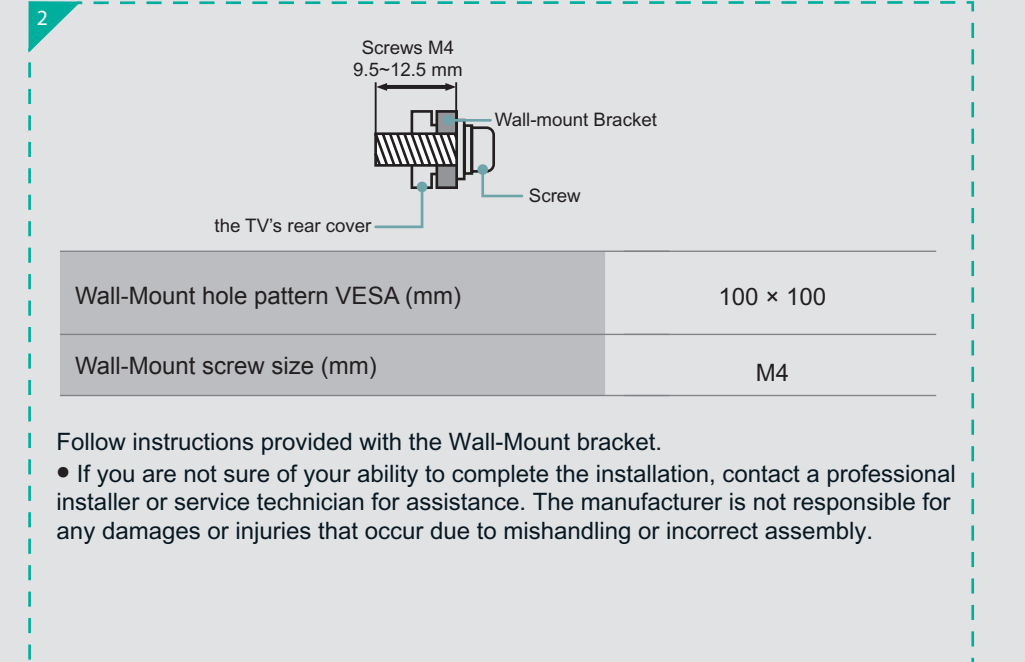 2
Screws M4
9.5~12.5 mm
Wall-mount Bracket
Screw
the TV's rear cover
Wall-Mount hole pattern VESA (mm)
100 × 100
Wall-Mount screw size (mm)
M4
Follow instructions provided with the Wall-Mount bracket.
● If you are not sure of your ability to complete the installation, contact a professional
installer or service technician for assistance. The manufacturer is not responsible for
any damages or injuries that occur due to mishandling or incorrect assembly.